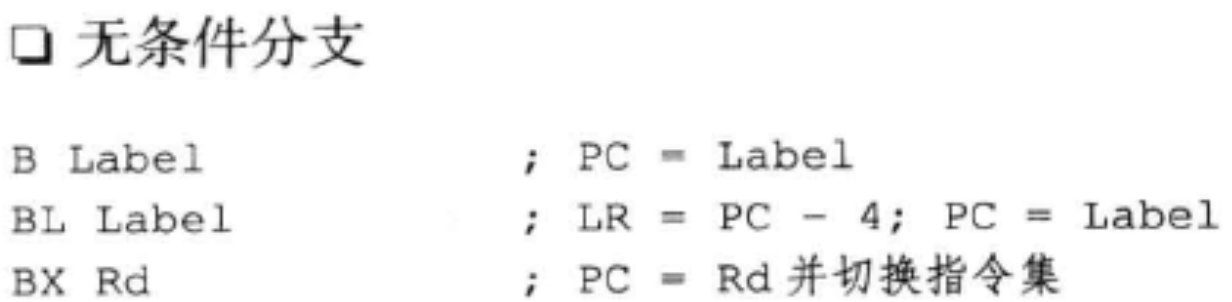 ❏ 无条件分支
B Label ; PC = Label
BL Label ; LR = PC - 4; PC = Label
BX Rd ; PC = Rd 并切换指令集